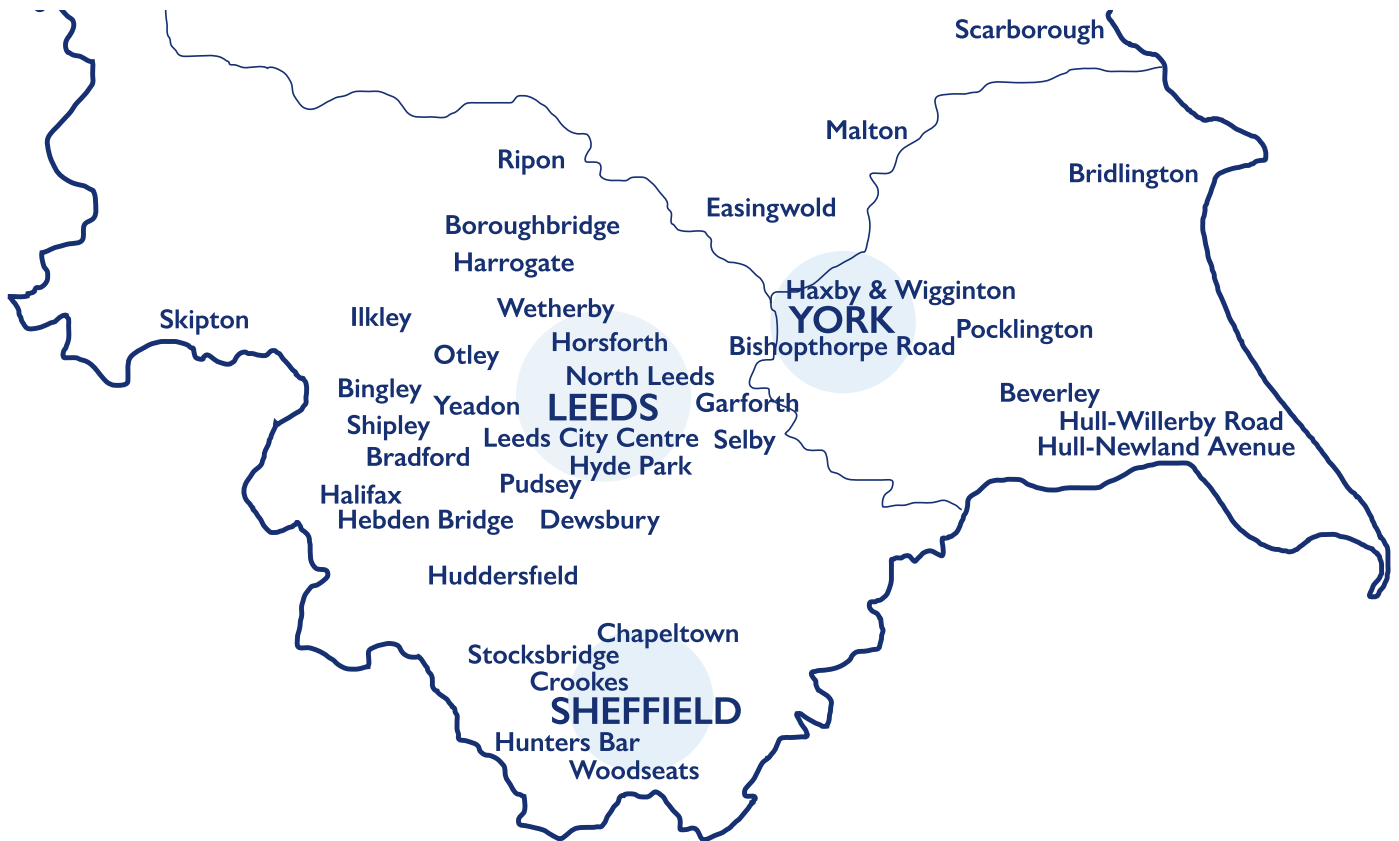 Scarborough
Malton
Ripon
Bridlington
Easingwold
Boroughbridge
Harrogate
Haxby & Wigginton
Wetherby
Skipton
Ilkley
YORK
Pocklington
Horsforth
Bishopthorpe Road
Otley
North Leeds
Bingley
Beverley
Yeadon
LEEDS
Garforth
Shipley
Hull-Willerby Road
Leeds City Centre
Selby
Hull-Newland Avenue
Bradford
Hyde Park
Pudsey
Halifax
Hebden Bridge
Dewsbury
Huddersfield
Chapeltown
Stocksbridge
Crookes
SHEFFIELD
Hunters Bar
Woodseats